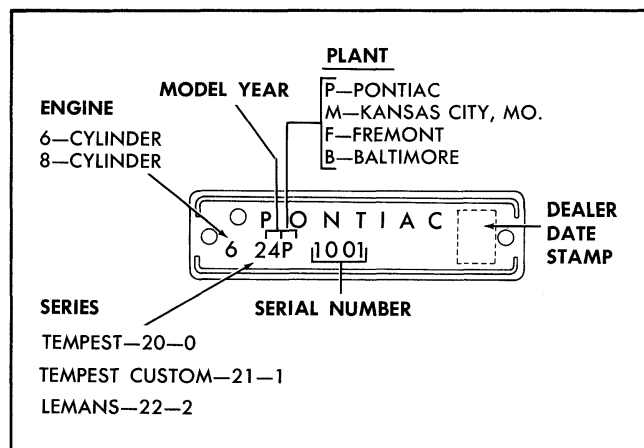 PLANT
P—PONTIAC
M—KANSAS CITY, MO.
F—FREMONT
B—BALTIMORE
MODEL YEAR
ENGINE
6—CYLINDER
8—CYLINDER
PONTIAC
6 24P 1001
DEALER
DATE
STAMP
SERIES
SERIAL NUMBER
TEMPEST—20—0
TEMPEST CUSTOM—21—1
LEMANS—22—2